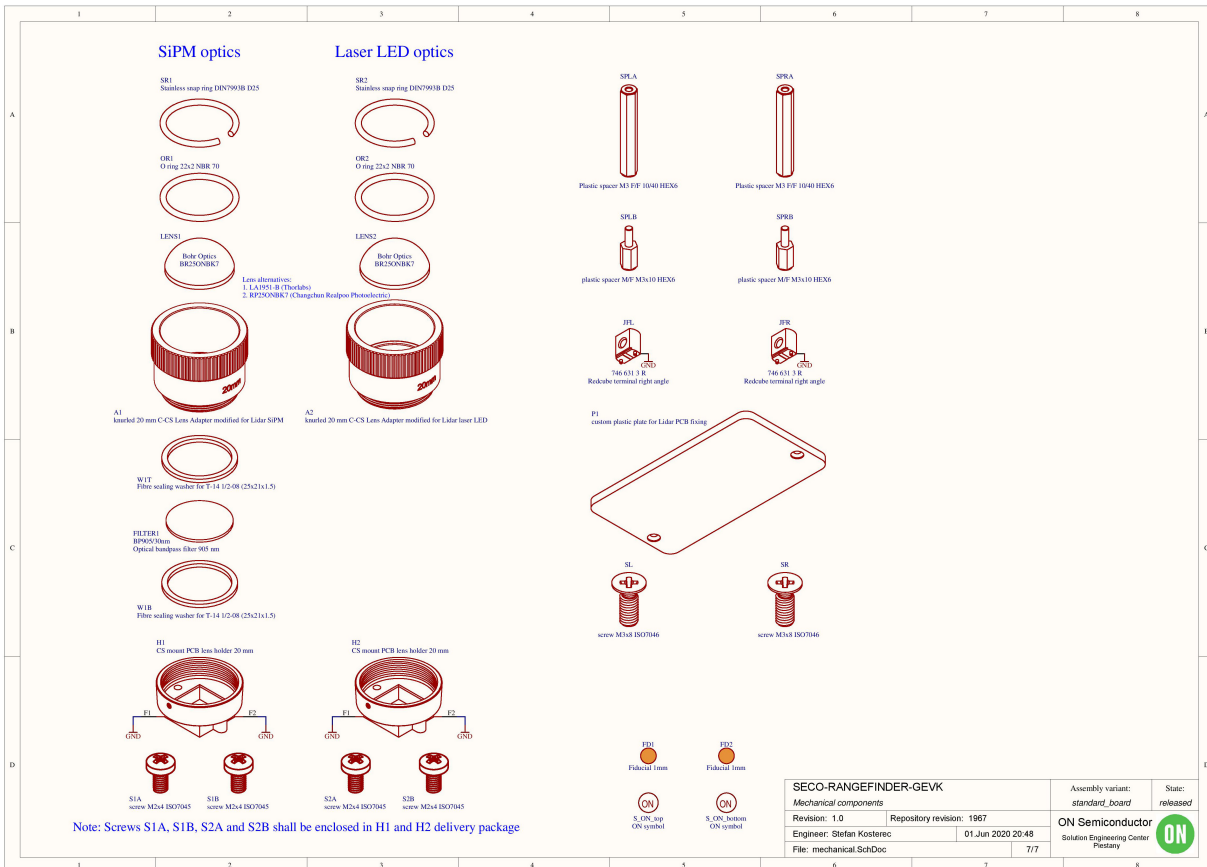 1 2 3 4 5 6 7 8
A
B
C
D
A
B
C
D
SiPM optics
SR1
Stainless snap ring DIN7993B D25
OR1
O ring 22x2 NBR 70
LENS1
Bohr Optics
BR25ONBK7
Lens alternatives:
1. LA1951-B (Thorlabs)
2. RP25ONBK7 (Changchun Realpoo Photoelectric)
20mm
A1
knurled 20 mm C-CS Lens Adapter modified for Lidar SiPM
W1T
Fibre sealing washer for T-14 1/2-08 (25x21x1.5)
FILTER1
BP905/30nm
Optical bandpass filter 905 nm
W1B
Fibre sealing washer for T-14 1/2-08 (25x21x1.5)
H1
CS mount PCB lens holder 20 mm
F1 F2
GND GND
S1A
screw M2x4 ISO7045
S1B
screw M2x4 ISO7045
Laser LED optics
SR2
Stainless snap ring DIN7993B D25
OR2
O ring 22x2 NBR 70
LENS2
Bohr Optics
BR25ONBK7
20mm
A2
knurled 20 mm C-CS Lens Adapter modified for Lidar laser LED
H2
CS mount PCB lens holder 20 mm
F1 F2
GND GND
S2A
screw M2x4 ISO7045
S2B
screw M2x4 ISO7045
Note: Screws S1A, S1B, S2A and S2B shall be enclosed in H1 and H2 delivery package
SPLA
Plastic spacer M3 F/F 10/40 HEX6
SPRA
Plastic spacer M3 F/F 10/40 HEX6
SPLB
plastic spacer M/F M3x10 HEX6
SPRB
plastic spacer M/F M3x10 HEX6
JFL
GND
746 631 3 R
Redcube terminal right angle
JFR
GND
746 631 3 R
Redcube terminal right angle
P1
custom plastic plate for Lidar PCB fixing
SL
screw M3x8 ISO7046
SR
screw M3x8 ISO7046
FD1
Fiducial 1mm
FD2
Fiducial 1mm
ON
S_ON_top
ON symbol
ON
S_ON_bottom
ON symbol
SECO-RANGEFINDER-GEVK
Mechanical components
Revision: 1.0 Repository revision: 1967
Engineer: Stefan Kosterec 01.Jun 2020 20:48
File: mechanical.SchDoc 7/7
Assembly variant:
standard_board
State:
released
ON Semiconductor
Solution Engineering Center
Piestany
ON
1 2 3 4 5 6 7 8